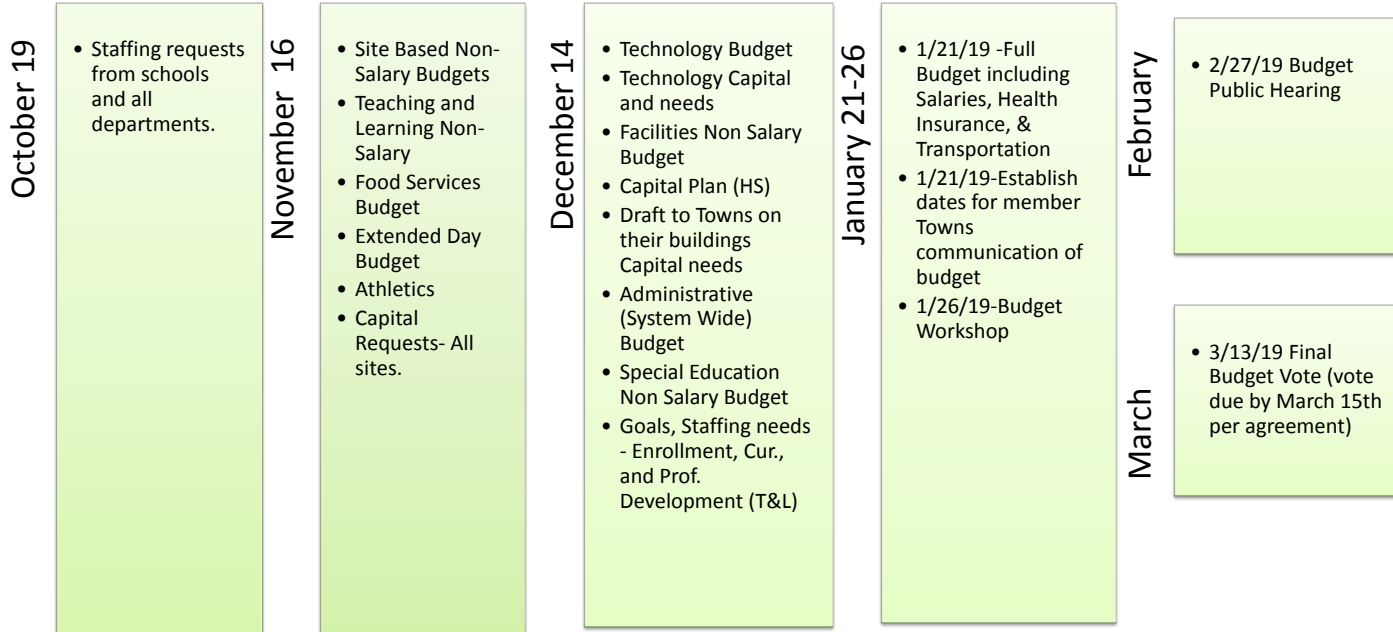 October 19
• Staffing requests
from schools
and all
departments.
November 16
• Site Based Non-
Salary Budgets
• Teaching and
Learning Non-
Salary
• Food Services
Budget
• Extended Day
Budget
• Athletics
• Capital
Requests- All
sites.
December 14
• Technology Budget
• Technology Capital
and needs
• Facilities Non Salary
Budget
• Capital Plan (HS)
• Draft to Towns on
their buildings
Capital needs
• Administrative
(System Wide)
Budget
• Special Education
Non Salary Budget
• Goals, Staffing needs
- Enrollment, Cur.,
and Prof.
Development (T&L)
January 21-26
• 1/21/19 -Full
Budget including
Salaries, Health
Insurance, &
Transportation
• 1/21/19-Establish
dates for member
Towns
communication of
budget
• 1/26/19-Budget
Workshop
February
• 2/27/19 Budget
Public Hearing
March
• 3/13/19 Final
Budget Vote (vote
due by March 15th
per agreement)